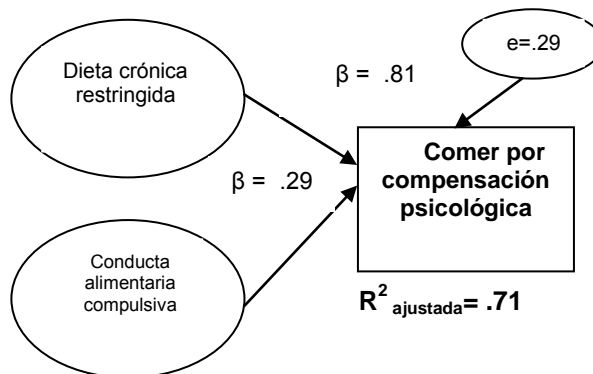 Dieta crónica
restringida
β = .81
e=.29
Comer por
compensación
psicológica
β = .29
Conducta
alimentaria
compulsiva
R² ajustada= .71